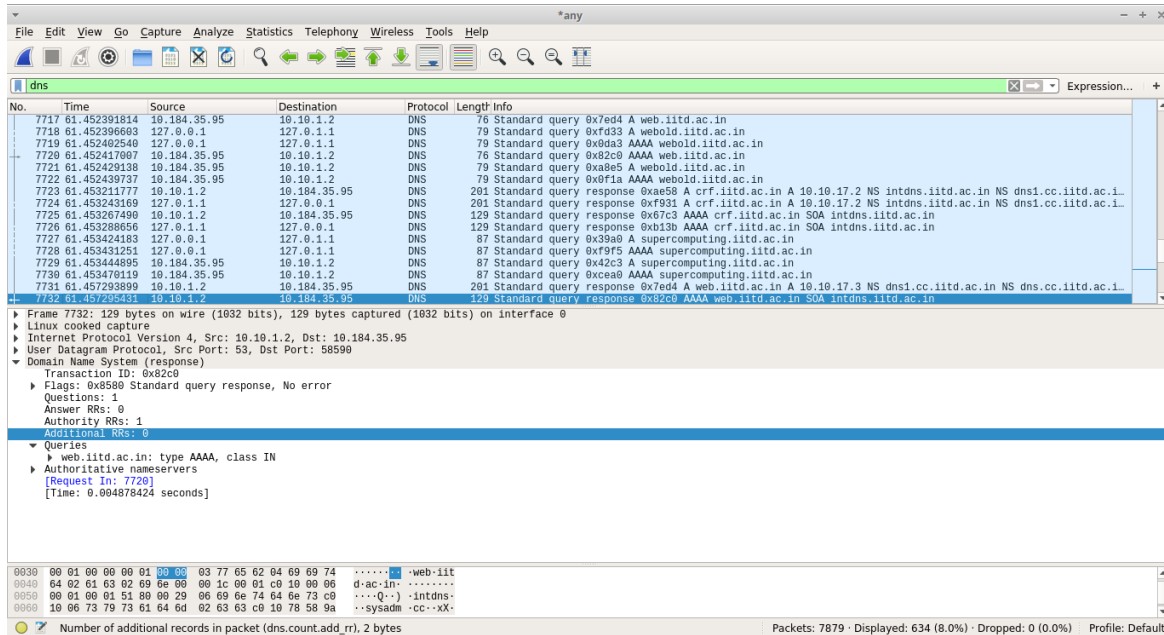 *any
File Edit View Go Capture Analyze Statistics Telephony Wireless Tools Help
dns Expression... +
No. Time Source Destination Protocol Length Info
7717 61.452391814 10.184.35.95 10.10.1.2 DNS 76 Standard query 0x7ed4 A web.iitd.ac.in
7718 61.452396603 127.0.0.1 127.0.1.1 DNS 79 Standard query 0xfd33 A webold.iitd.ac.in
7719 61.452402540 127.0.0.1 127.0.1.1 DNS 79 Standard query 0x0da3 AAAA webold.iitd.ac.in
7720 61.452417007 10.184.35.95 10.10.1.2 DNS 76 Standard query 0x82c0 AAAA web.iitd.ac.in
7721 61.452429138 10.184.35.95 10.10.1.2 DNS 79 Standard query 0xa8e5 A webold.iitd.ac.in
7722 61.452439737 10.184.35.95 10.10.1.2 DNS 79 Standard query 0x0f1a AAAA webold.iitd.ac.in
7723 61.453211777 10.10.1.2 10.184.35.95 DNS 201 Standard query response 0xae58 A crf.iitd.ac.in A 10.10.17.2 NS intdns.iitd.ac.in NS dns1.cc.iitd.ac.i…
7724 61.453243169 127.0.1.1 127.0.0.1 DNS 201 Standard query response 0xf931 A crf.iitd.ac.in A 10.10.17.2 NS intdns.iitd.ac.in NS dns1.cc.iitd.ac.i…
7725 61.453267490 10.10.1.2 10.184.35.95 DNS 129 Standard query response 0x67c3 AAAA crf.iitd.ac.in SOA intdns.iitd.ac.in
7726 61.453288656 127.0.1.1 127.0.0.1 DNS 129 Standard query response 0xb13b AAAA crf.iitd.ac.in SOA intdns.iitd.ac.in
7727 61.453424183 127.0.0.1 127.0.1.1 DNS 87 Standard query 0x39a0 A supercomputing.iitd.ac.in
7728 61.453431251 127.0.0.1 127.0.1.1 DNS 87 Standard query 0xf9f5 AAAA supercomputing.iitd.ac.in
7729 61.453444895 10.184.35.95 10.10.1.2 DNS 87 Standard query 0x42c3 A supercomputing.iitd.ac.in
7730 61.453470119 10.184.35.95 10.10.1.2 DNS 87 Standard query 0xcea0 AAAA supercomputing.iitd.ac.in
7731 61.457293899 10.10.1.2 10.184.35.95 DNS 201 Standard query response 0x7ed4 A web.iitd.ac.in A 10.10.17.3 NS dns1.cc.iitd.ac.in NS dns.cc.iitd.ac.i…
7732 61.457295431 10.10.1.2 10.184.35.95 DNS 129 Standard query response 0x82c0 AAAA web.iitd.ac.in SOA intdns.iitd.ac.in
Frame 7732: 129 bytes on wire (1032 bits), 129 bytes captured (1032 bits) on interface 0
Linux cooked capture
Internet Protocol Version 4, Src: 10.10.1.2, Dst: 10.184.35.95
User Datagram Protocol, Src Port: 53, Dst Port: 58590
Domain Name System (response)
Transaction ID: 0x82c0
Flags: 0x8580 Standard query response, No error
Questions: 1
Answer RRs: 0
Authority RRs: 1
Additional RRs: 0
Queries
web.iitd.ac.in: type AAAA, class IN
Authoritative nameservers
[Request In: 7720]
[Time: 0.004878424 seconds]
0030 00 01 00 00 00 01 00 00 03 77 65 62 04 69 69 74 ········ ·web·iit
0040 64 02 61 63 02 69 6e 00 00 1c 00 01 c0 10 00 06 d·ac·in· ········
0050 00 01 00 01 51 80 00 29 06 69 6e 74 64 6e 73 c0 ····Q··) ·intdns·
0060 10 06 73 79 73 61 64 6d 02 63 63 c0 10 78 58 9a ··sysadm ·cc··xX·
Number of additional records in packet (dns.count.add_rr), 2 bytes Packets: 7879 · Displayed: 634 (8.0%) · Dropped: 0 (0.0%) Profile: Default